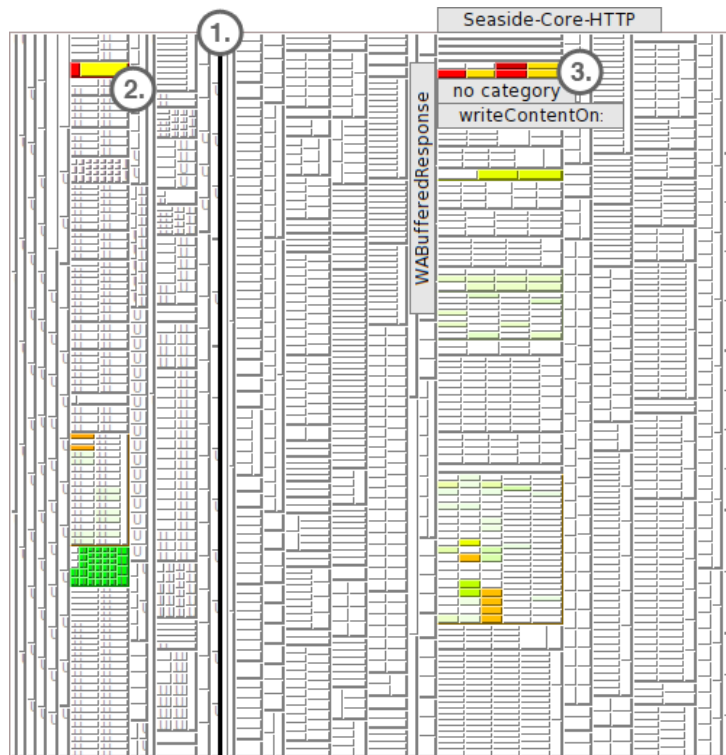 Seaside-Core-HTTP
1.
2.
3.
no category
writeContentOn:
WABufferedResponse